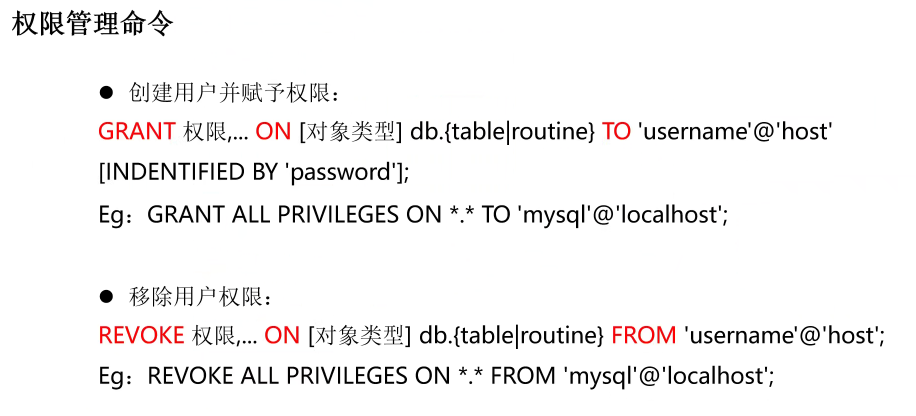 权限管理命令
● 创建用户并赋予权限：
GRANT 权限,... ON [对象类型] db.{table|routine} TO 'username'@'host'
[INDENTIFIED BY 'password'];
Eg：GRANT ALL PRIVILEGES ON *.* TO 'mysql'@'localhost';
● 移除用户权限：
REVOKE 权限,... ON [对象类型] db.{table|routine} FROM 'username'@'host';
Eg：REVOKE ALL PRIVILEGES ON *.* FROM 'mysql'@'localhost';